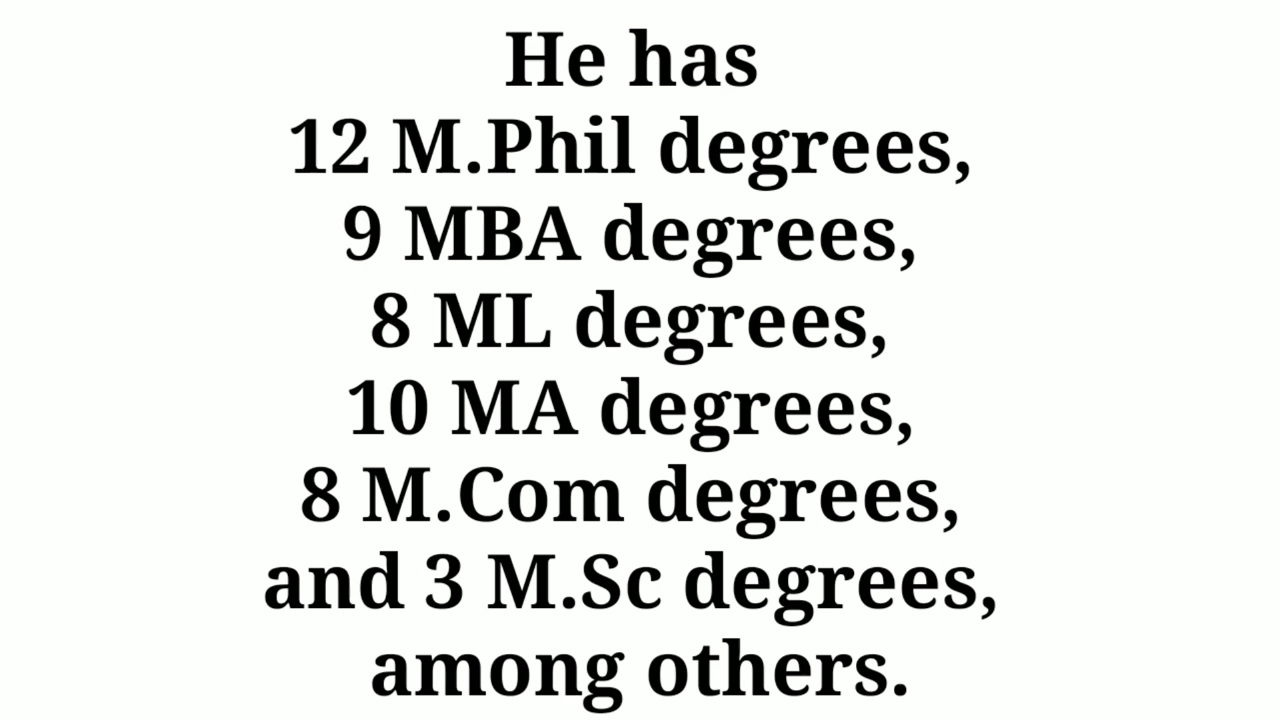 He has
12 M.Phil degrees,
9 MBA degrees,
8 ML degrees,
10 MA degrees,
8 M.Com degrees,
and 3 M.Sc degrees,
among others.